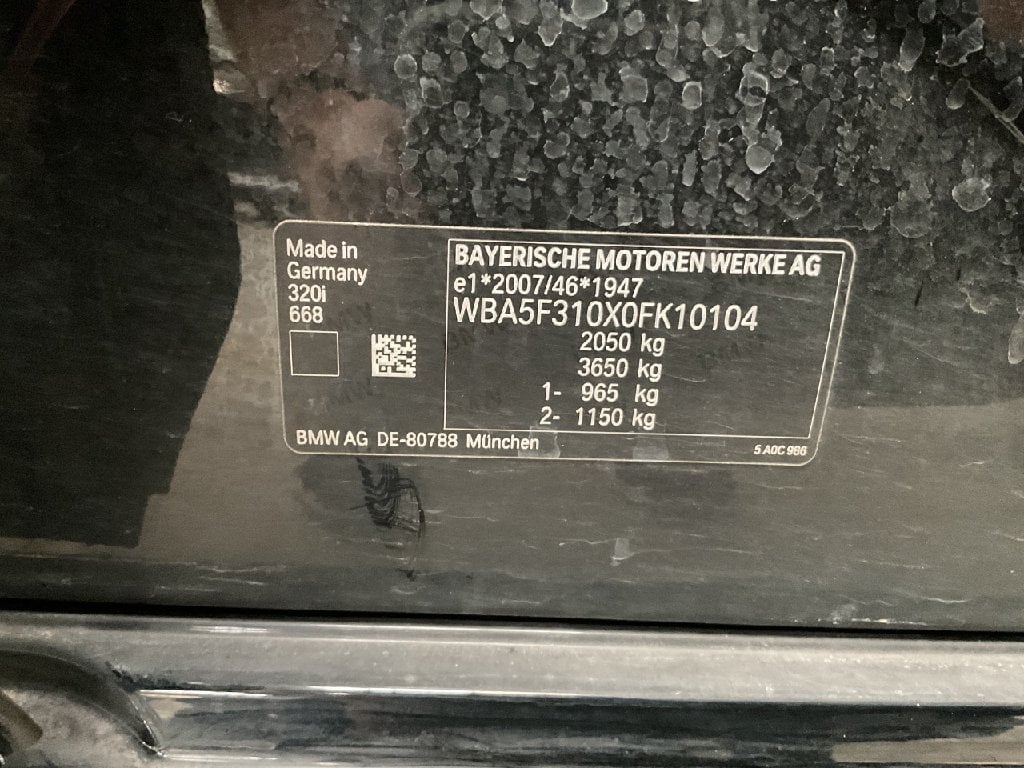 Made in
Germany
320i
668
BAYERISCHE MOTOREN WERKE AG
e1*2007/46*1947
WBA5F310X0FK10104
2050 kg
3650 kg
1- 965 kg
2- 1150 kg
BMW AG DE-80788 München
5 A0C 986